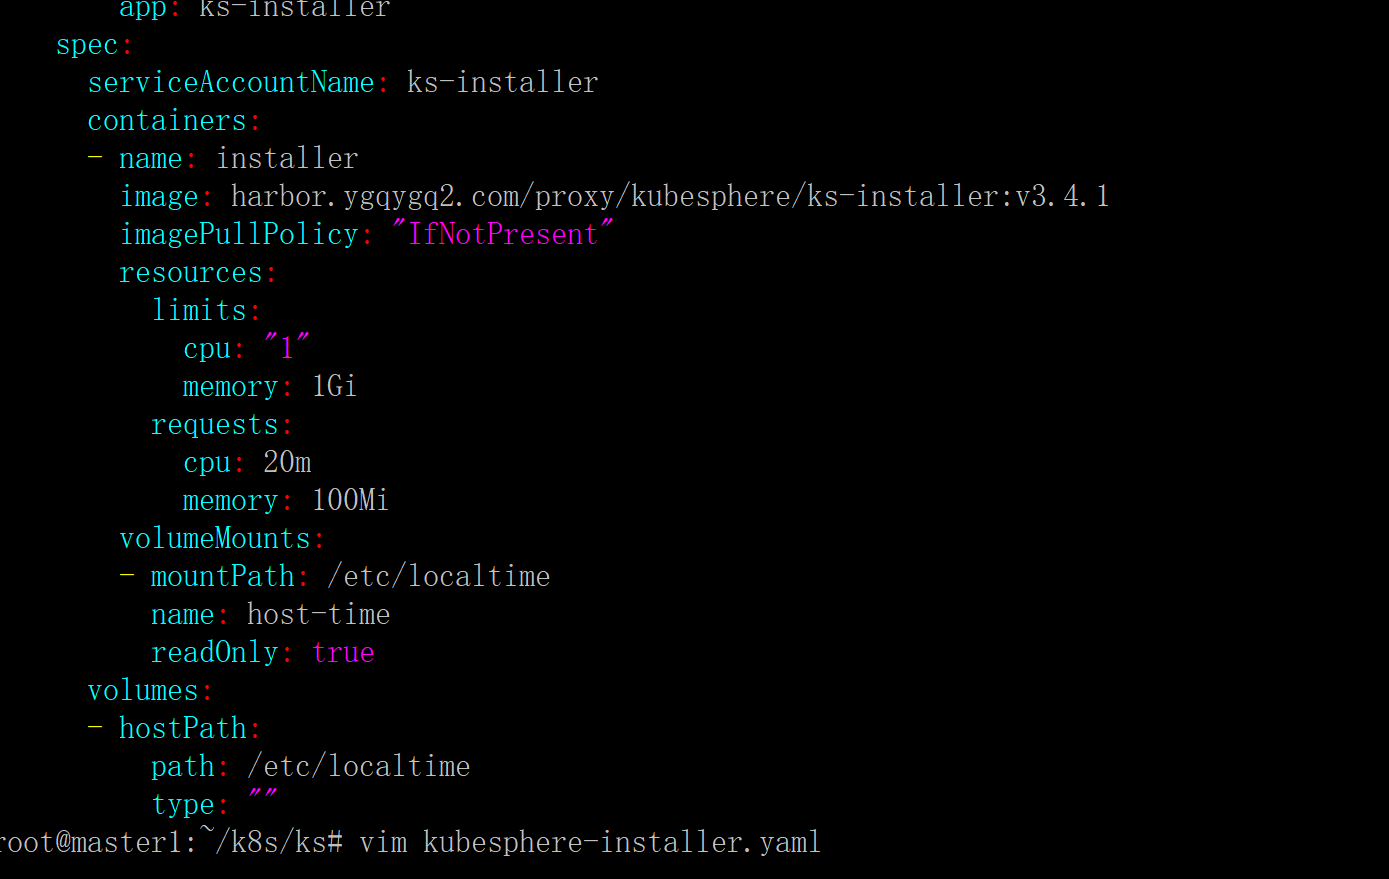 app: ks-installer
spec:
serviceAccountName: ks-installer
containers:
- name: installer
image: harbor.ygqygq2.com/proxy/kubesphere/ks-installer:v3.4.1
imagePullPolicy: "IfNotPresent"
resources:
limits:
cpu: "1"
memory: 1Gi
requests:
cpu: 20m
memory: 100Mi
volumeMounts:
- mountPath: /etc/localtime
name: host-time
readOnly: true
volumes:
- hostPath:
path: /etc/localtime
type: ""
root@master1:~/k8s/ks# vim kubesphere-installer.yaml